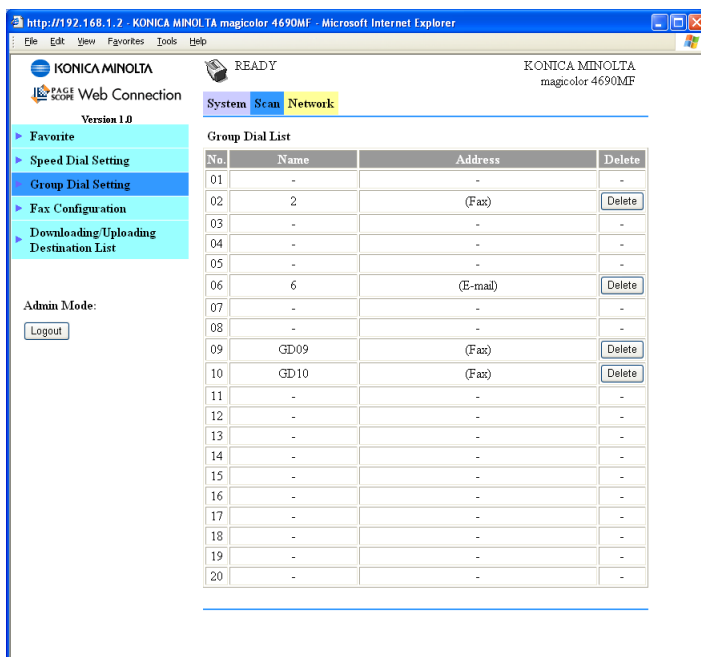 http://192.168.1.2 - KONICA MINOLTA magicolor 4690MF - Microsoft Internet Explorer
File Edit View Favorites Tools Help
KONICA MINOLTA
READY
KONICA MINOLTA
magicolor 4690MF
PAGE SCOPE Web Connection
Version 1.0
System Scan Network
Favorite
Speed Dial Setting
Group Dial Setting
Fax Configuration
Downloading/Uploading
Destination List
Admin Mode:
Logout
Group Dial List
No. Name Address Delete
01 - - -
02 2 (Fax) Delete
03 - - -
04 - - -
05 - - -
06 6 (E-mail) Delete
07 - - -
08 - - -
09 GD09 (Fax) Delete
10 GD10 (Fax) Delete
11 - - -
12 - - -
13 - - -
14 - - -
15 - - -
16 - - -
17 - - -
18 - - -
19 - - -
20 - - -